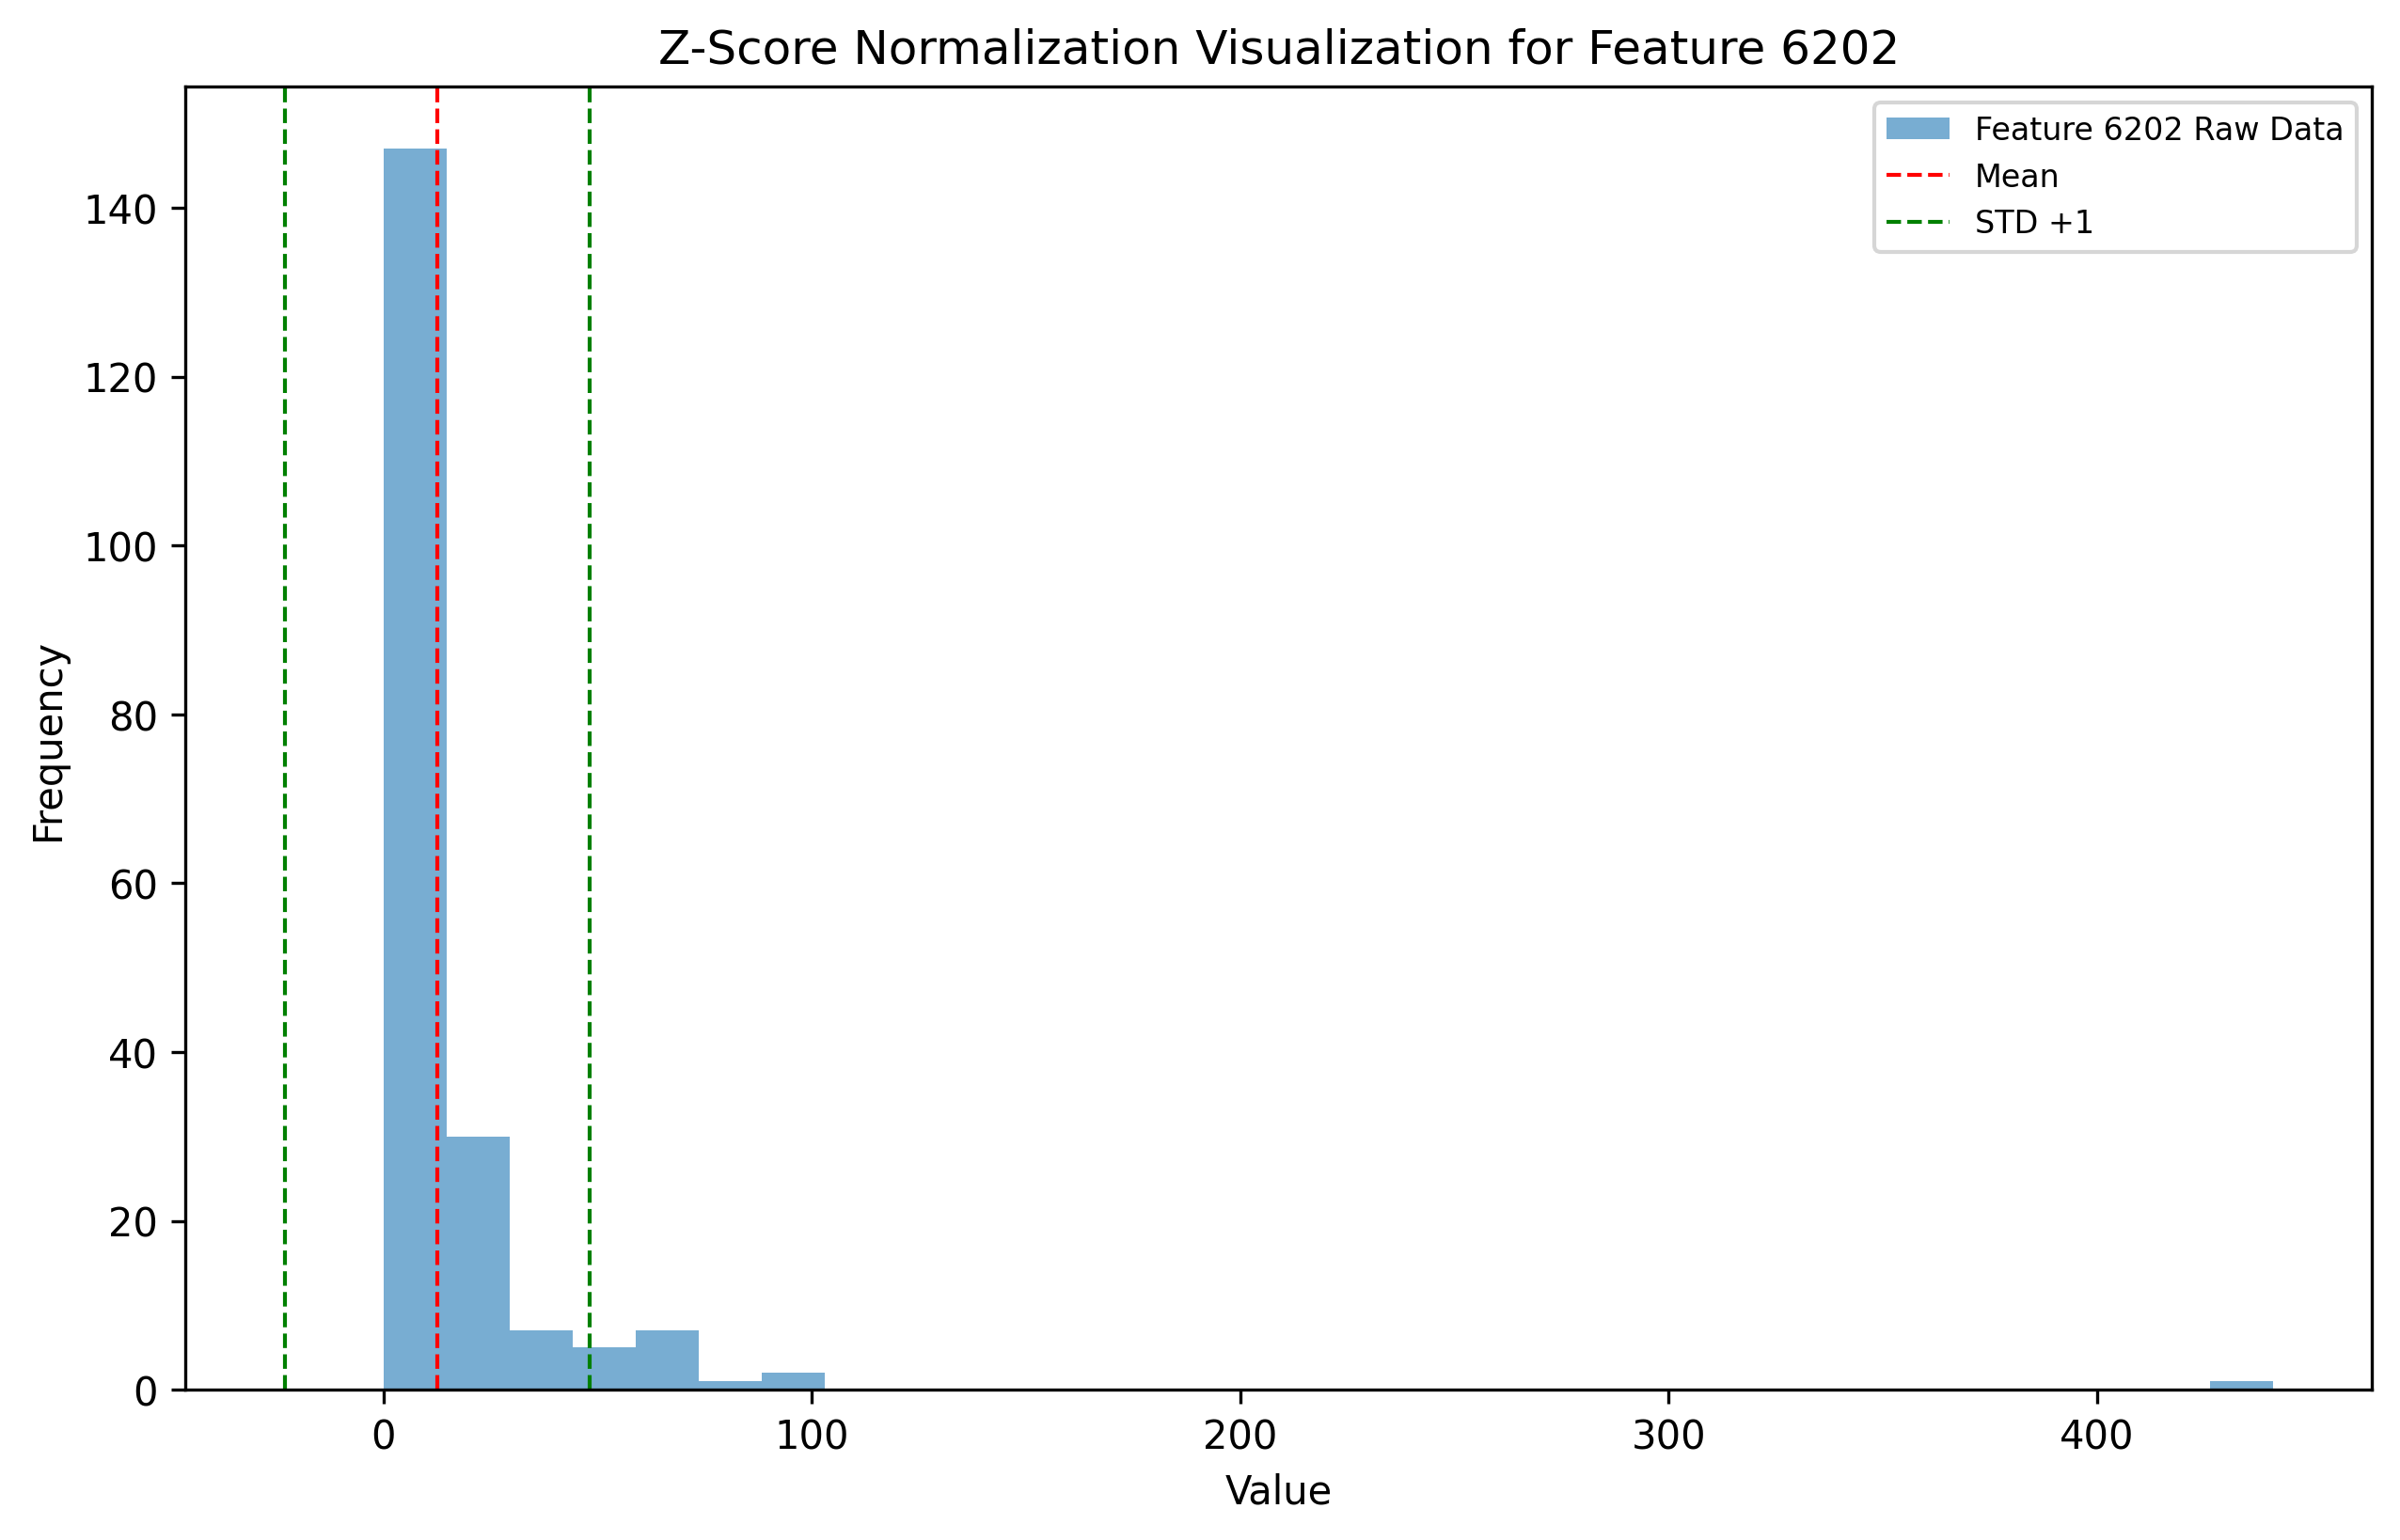 Z-Score Normalization Visualization for Feature 6202
Feature 6202 Raw Data
Mean
STD +1
140
120
100
80
60
40
20
0
Frequency
0 100 200 300 400
Value